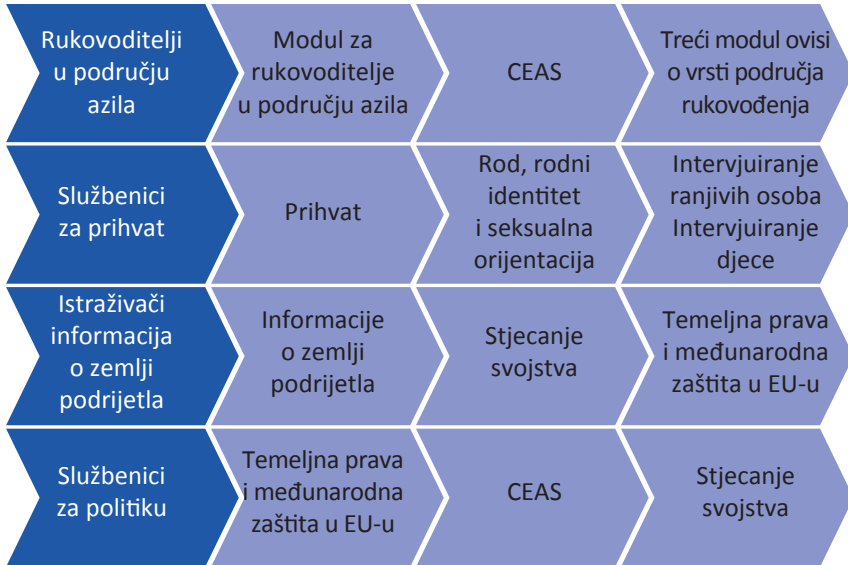 Rukovoditelji
u području
azila
Modul za
rukovoditelje
u području azila
CEAS
Treći modul ovisi
o vrsti područja
rukovođenja
Službenici
za prihvat
Prihvat
Rod, rodni
identitet
i seksualna
orijentacija
Intervjuiranje
ranjivih osoba
Intervjuiranje
djece
Istraživači
informacija
o zemlji
podrijetla
Informacije
o zemlji
podrijetla
Stjecanje
svojstva
Temeljna prava
i međunarodna
zaštita u EU-u
Službenici
za politiku
Temeljna prava
i međunarodna
zaštita u EU-u
CEAS
Stjecanje
svojstva